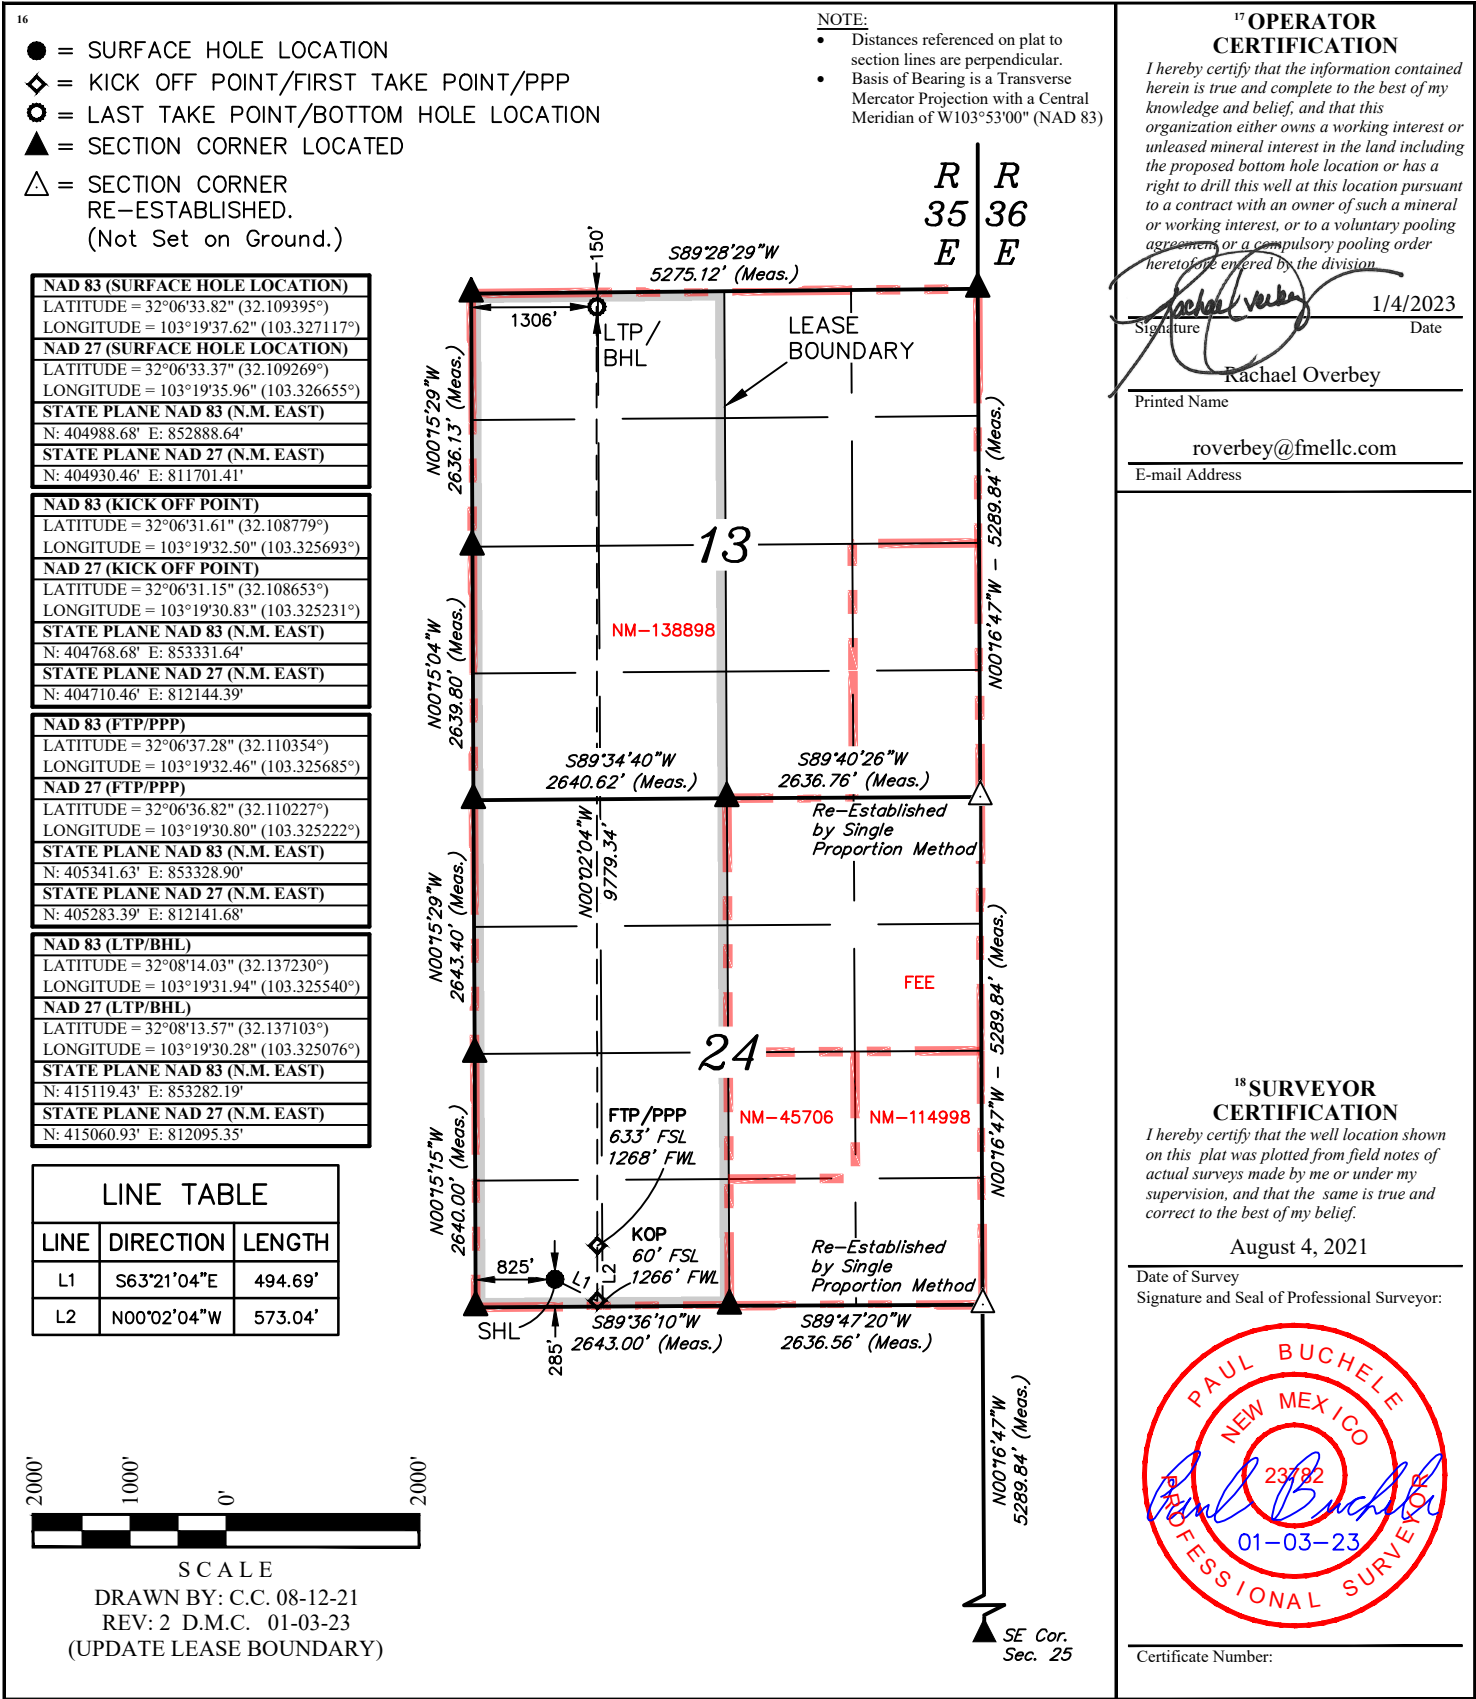 16
● = SURFACE HOLE LOCATION
= KICK OFF POINT/FIRST TAKE POINT/PPP
= LAST TAKE POINT/BOTTOM HOLE LOCATION
▲ = SECTION CORNER LOCATED
△ = SECTION CORNER
RE-ESTABLISHED.
(Not Set on Ground.)
NOTE:
• Distances referenced on plat to
section lines are perpendicular.
• Basis of Bearing is a Transverse
Mercator Projection with a Central
Meridian of W103°53'00" (NAD 83)
NAD 83 (SURFACE HOLE LOCATION)
LATITUDE = 32°06'33.82" (32.109395°)
LONGITUDE = 103°19'37.62" (103.327117°)
NAD 27 (SURFACE HOLE LOCATION)
LATITUDE = 32°06'33.37" (32.109269°)
LONGITUDE = 103°19'35.96" (103.326655°)
STATE PLANE NAD 83 (N.M. EAST)
N: 404988.68' E: 852888.64'
STATE PLANE NAD 27 (N.M. EAST)
N: 404930.46' E: 811701.41'
NAD 83 (KICK OFF POINT)
LATITUDE = 32°06'31.61" (32.108779°)
LONGITUDE = 103°19'32.50" (103.325693°)
NAD 27 (KICK OFF POINT)
LATITUDE = 32°06'31.15" (32.108653°)
LONGITUDE = 103°19'30.83" (103.325231°)
STATE PLANE NAD 83 (N.M. EAST)
N: 404768.68' E: 853331.64'
STATE PLANE NAD 27 (N.M. EAST)
N: 404710.46' E: 812144.39'
NAD 83 (FTP/PPP)
LATITUDE = 32°06'37.28" (32.110354°)
LONGITUDE = 103°19'32.46" (103.325685°)
NAD 27 (FTP/PPP)
LATITUDE = 32°06'36.82" (32.110227°)
LONGITUDE = 103°19'30.80" (103.325222°)
STATE PLANE NAD 83 (N.M. EAST)
N: 405341.63' E: 853328.90'
STATE PLANE NAD 27 (N.M. EAST)
N: 405283.39' E: 812141.68'
NAD 83 (LTP/BHL)
LATITUDE = 32°08'14.03" (32.137230°)
LONGITUDE = 103°19'31.94" (103.325540°)
NAD 27 (LTP/BHL)
LATITUDE = 32°08'13.57" (32.137103°)
LONGITUDE = 103°19'30.28" (103.325076°)
STATE PLANE NAD 83 (N.M. EAST)
N: 415119.43' E: 853282.19'
STATE PLANE NAD 27 (N.M. EAST)
N: 415060.93' E: 812095.35'
LINE TABLE
LINE DIRECTION LENGTH
L1 S63°21'04"E 494.69'
L2 N00°02'04"W 573.04'
R R
35 36
E E
150'
S89°28'29"W
5275.12' (Meas.)
1306'
LTP/
BHL
LEASE
BOUNDARY
N00°15'29"W
2636.13' (Meas.)
N00°16'47"W - 5289.84' (Meas.)
13
NM-138898
N00°15'04"W
2639.80' (Meas.)
S89°34'40"W
2640.62' (Meas.)
S89°40'26"W
2636.76' (Meas.)
Re-Established
by Single
Proportion Method
N00°02'04"W
9779.34'
N00°15'29"W
2643.40' (Meas.)
N00°16'47"W - 5289.84' (Meas.)
FEE
24
NM-45706
NM-114998
FTP/PPP
633' FSL
1268' FWL
N00°15'15"W
2640.00' (Meas.)
KOP
60' FSL
1266' FWL
825'
L1
L2
SHL
285'
Re-Established
by Single
Proportion Method
S89°36'10"W
2643.00' (Meas.)
S89°47'20"W
2636.56' (Meas.)
N00°16'47"W
5289.84' (Meas.)
SE Cor.
Sec. 25
2000' 1000' 0' 2000'
SCALE
DRAWN BY: C.C. 08-12-21
REV: 2 D.M.C. 01-03-23
(UPDATE LEASE BOUNDARY)
17 OPERATOR
CERTIFICATION
I hereby certify that the information contained
herein is true and complete to the best of my
knowledge and belief, and that this
organization either owns a working interest or
unleased mineral interest in the land including
the proposed bottom hole location or has a
right to drill this well at this location pursuant
to a contract with an owner of such a mineral
or working interest, or to a voluntary pooling
agreement or a compulsory pooling order
heretofore entered by the division.
Rachael Overbey 1/4/2023
Signature Date
Rachael Overbey
Printed Name
roverbey@fmellc.com
E-mail Address
18 SURVEYOR
CERTIFICATION
I hereby certify that the well location shown
on this plat was plotted from field notes of
actual surveys made by me or under my
supervision, and that the same is true and
correct to the best of my belief.
August 4, 2021
Date of Survey
Signature and Seal of Professional Surveyor:
PAUL BUCHELE
NEW MEXICO
23782
Paul Buchele
01-03-23
PROFESSIONAL SURVEYOR
Certificate Number: